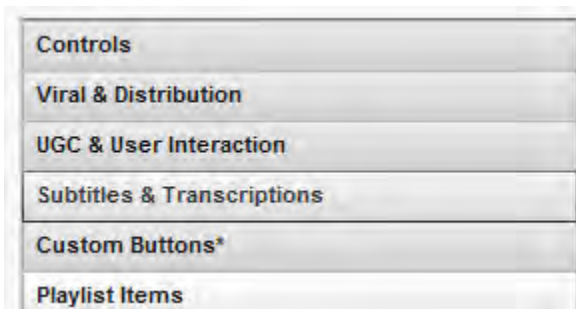 Controls
Viral & Distribution
UGC & User Interaction
Subtitles & Transcriptions
Custom Buttons*
Playlist Items